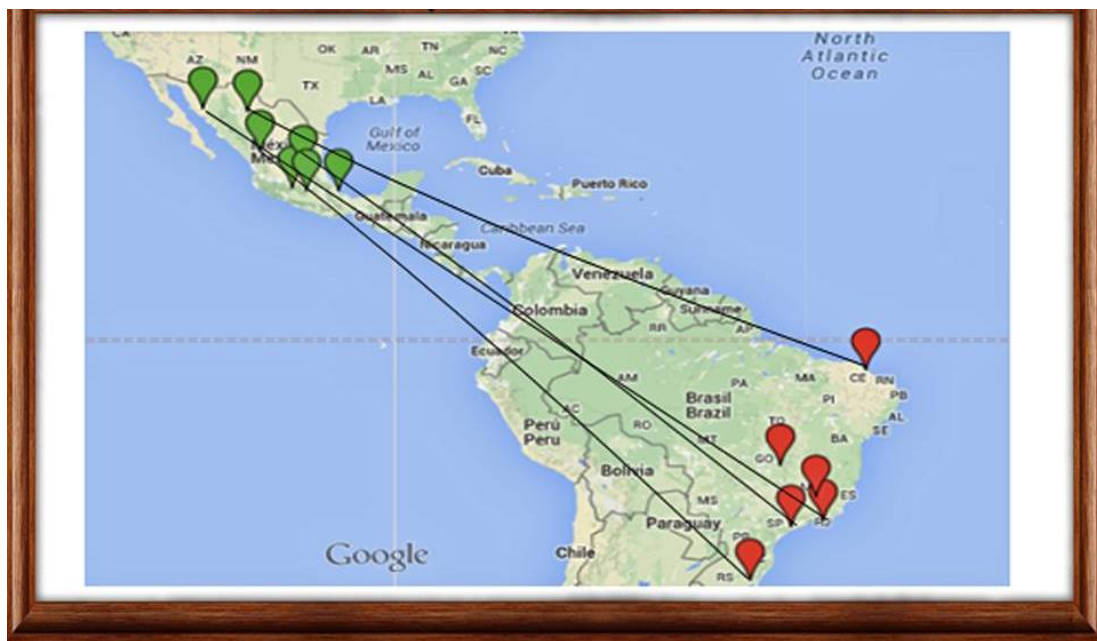 CA
AZ
NM
OK
AR
TN
NC
MS
AL
SC
GA
TX
LA
FL
North
Atlantic
Ocean
Gulf of
Mexico
Cuba
Puerto Rico
Guatemala
Caribbean Sea
Nicaragua
Venezuela
Guyana
Suriname
Colombia
RR
AP
Ecuador
AM
PA
MA
CE
RN
PB
PI
AL
SE
Brasil
Brazil
TO
BA
AC
RO
MT
GO
Perú
Peru
Bolivia
ES
MS
SP
RJ
Paraguay
PR
Chile
RS
Google